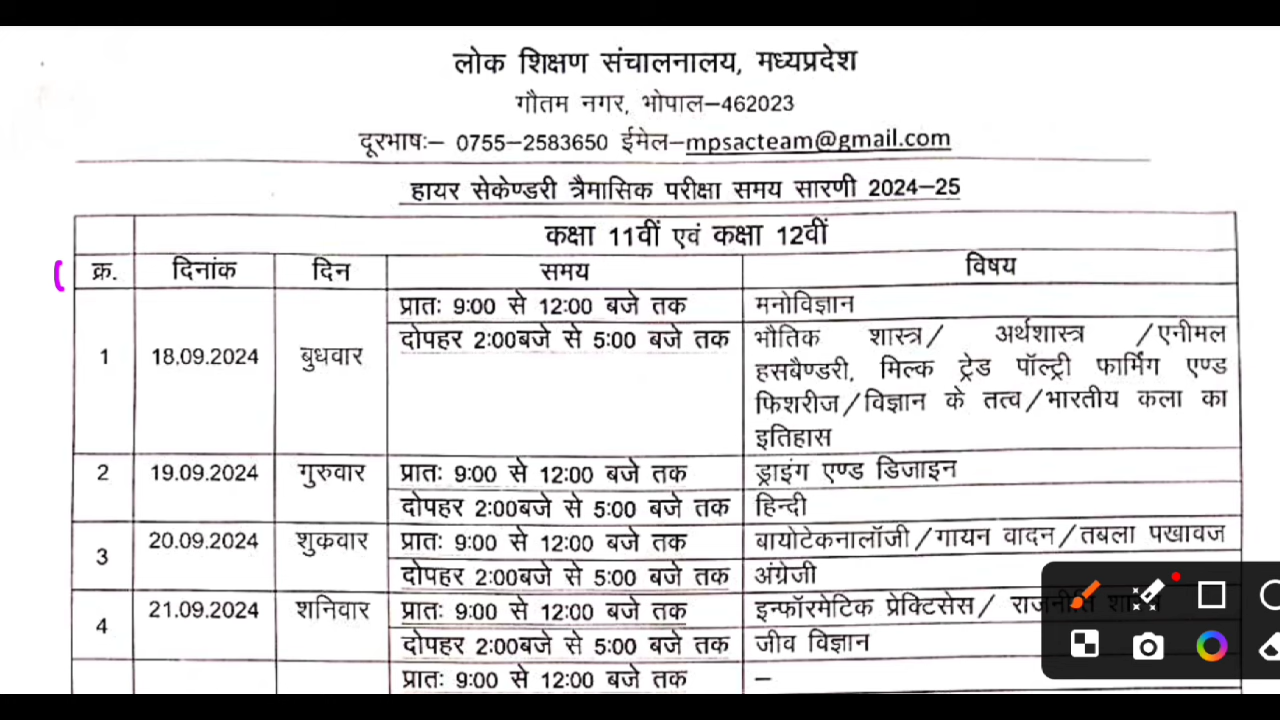 लोक शिक्षण संचालनालय, मध्यप्रदेश
गौतम नगर, भोपाल–462023
दूरभाषः– 0755–2583650 ईमेल–mpsacteam@gmail.com
हायर सेकेण्डरी त्रैमासिक परीक्षा समय सारणी 2024–25
कक्षा 11वीं एवं कक्षा 12वीं
क्र. दिनांक दिन समय विषय
प्रातः 9:00 से 12:00 बजे तक मनोविज्ञान
1 18.09.2024 बुधवार दोपहर 2:00बजे से 5:00 बजे तक भौतिक शास्त्र/ अर्थशास्त्र /एनीमल
हसबैण्डरी, मिल्क ट्रेड पॉल्ट्री फार्मिंग एण्ड
फिशरीज/विज्ञान के तत्व/भारतीय कला का
इतिहास
2 19.09.2024 गुरुवार प्रातः 9:00 से 12:00 बजे तक ड्राइंग एण्ड डिजाइन
दोपहर 2:00बजे से 5:00 बजे तक हिन्दी
3 20.09.2024 शुकवार प्रातः 9:00 से 12:00 बजे तक बायोटेकनालॉजी/गायन वादन/तबला पखावज
दोपहर 2:00बजे से 5:00 बजे तक अंग्रेजी
4 21.09.2024 शनिवार प्रातः 9:00 से 12:00 बजे तक इन्फॉरमेटिक प्रेक्टिसेस/ राजनीति शास्त्र
दोपहर 2:00बजे से 5:00 बजे तक जीव विज्ञान
प्रातः 9:00 से 12:00 बजे तक –